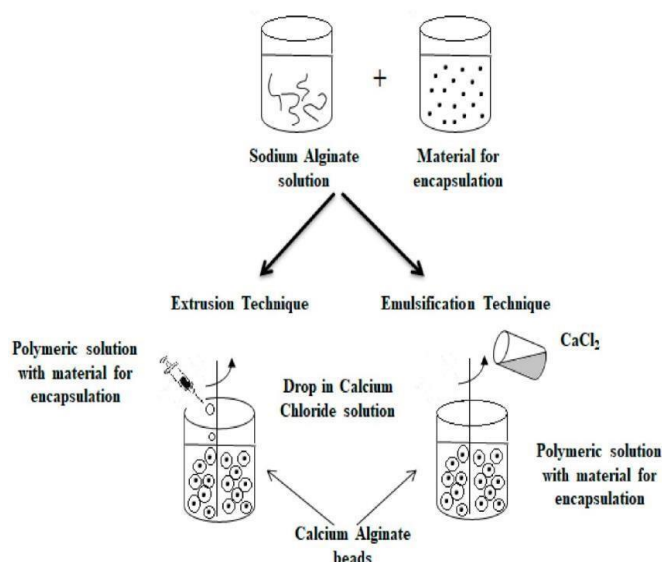 +
Sodium Alginate
solution
Material for
encapsulation
Extrusion Technique
Emulsification Technique
Polymeric solution
with material for
encapsulation
CaCl₂
Drop in Calcium
Chloride solution
Polymeric solution
with material for
encapsulation
Calcium Alginate
beads